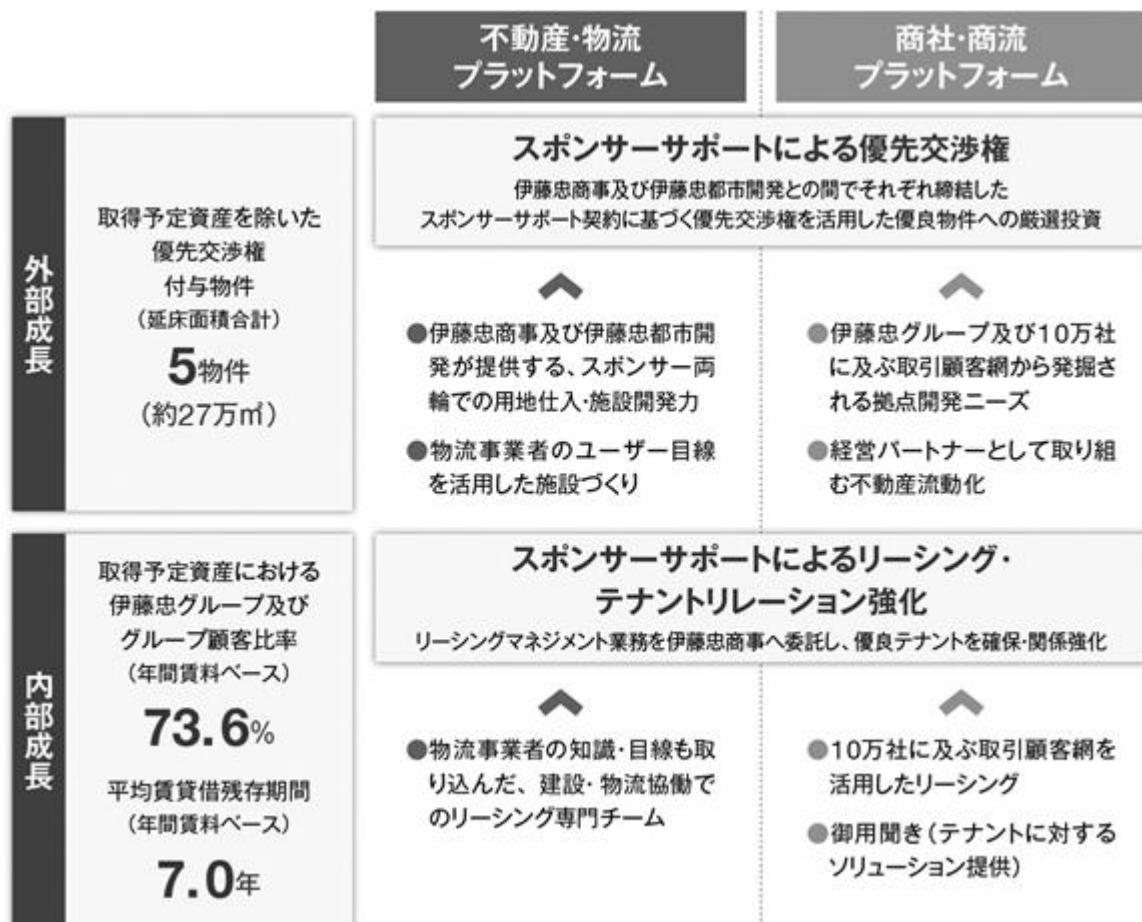 不動産・物流
プラットフォーム
商社・商流
プラットフォーム
外部成長
取得予定資産を除いた
優先交渉権
付与物件
（延床面積合計）
5物件
（約27万㎡）
スポンサーサポートによる優先交渉権
伊藤忠商事及び伊藤忠都市開発との間でそれぞれ締結した
スポンサーサポート契約に基づく優先交渉権を活用した優良物件への厳選投資
●伊藤忠商事及び伊藤忠都市開
発が提供する、スポンサー両
輪での用地仕入・施設開発力
●物流事業者のユーザー目線
を活用した施設づくり
●伊藤忠グループ及び10万社
に及ぶ取引顧客網から発掘さ
れる拠点開発ニーズ
●経営パートナーとして取り組
む不動産流動化
内部成長
取得予定資産における
伊藤忠グループ及び
グループ顧客比率
（年間賃料ベース）
73.6%
平均賃貸借残存期間
（年間賃料ベース）
7.0年
スポンサーサポートによるリーシング・
テナントリレーション強化
リーシングマネジメント業務を伊藤忠商事へ委託し、優良テナントを確保・関係強化
●物流事業者の知識・目線も取
り込んだ、建設・物流協働で
のリーシング専門チーム
●10万社に及ぶ取引顧客網を
活用したリーシング
●御用聞き（テナントに対する
ソリューション提供）